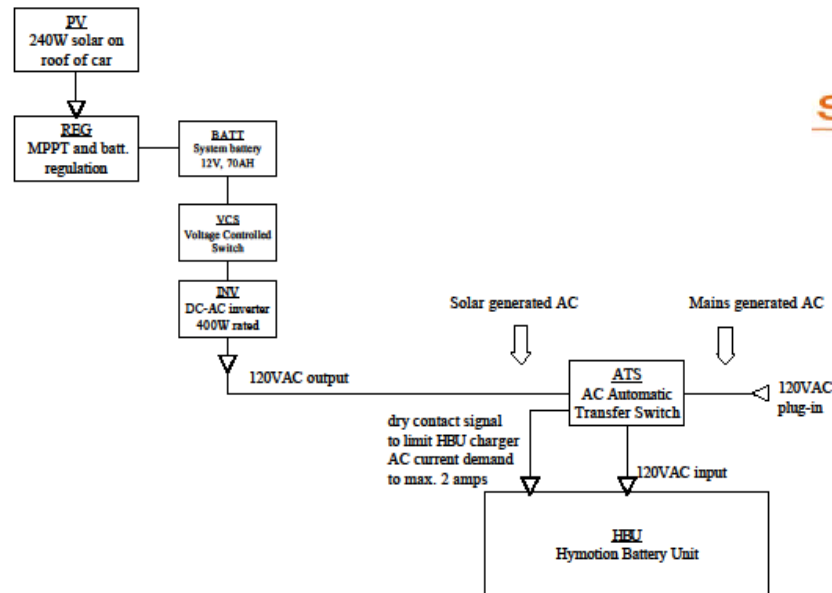 PV
240W solar on
roof of car
REG
MPPT and batt.
regulation
BATT
System battery
12V, 70AH
VCS
Voltage Controlled
Switch
INV
DC-AC inverter
400W rated
Solar generated AC
Mains generated AC
120VAC output
ATS
AC Automatic
Transfer Switch
120VAC
plug-in
dry contact signal
to limit HBU charger
AC current demand
to max. 2 amps
120VAC input
HBU
Hymotion Battery Unit
S